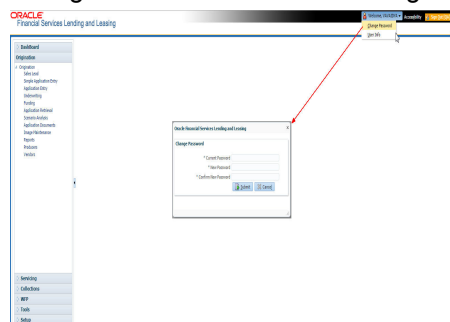 ORACLE
Financial Services Lending and Leasing
Welcome,
Accessibility
Change Password
User Info
Dashboard
Origination
Origination
Sales Lead
Simple Application Entry
Application Entry
Underwriting
Funding
Application Retrieval
Scenario Analysis
Application Documents
Image Maintenance
Reports
Producers
Vendors
Oracle Financial Services Lending and Leasing
×
Change Password
* Current Password
* New Password
* Confirm New Password
Submit
Cancel
Servicing
Collections
WFP
Tools
Setup